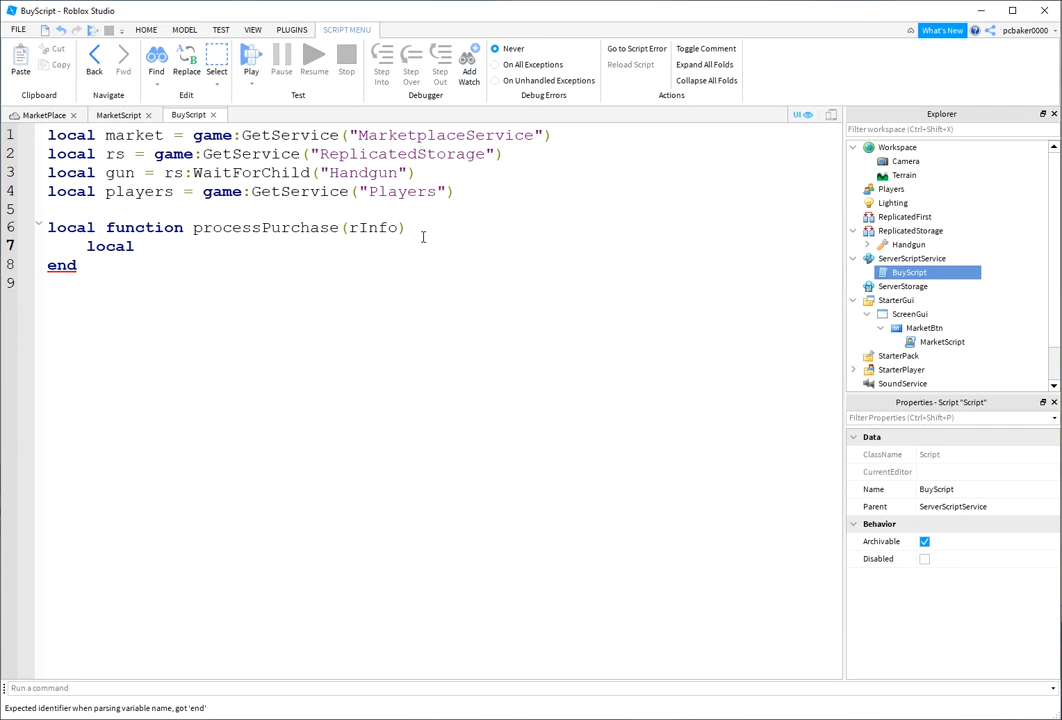 BuyScript - Roblox Studio
FILE HOME MODEL TEST VIEW PLUGINS SCRIPT MENU What's New pcbaker0000
Paste Cut Copy Back Fwd Find Replace Select Play Pause Resume Stop Step Into Step Over Step Out Add Watch
Never
On All Exceptions
On Unhandled Exceptions
Go to Script Error
Reload Script
Toggle Comment
Expand All Folds
Collapse All Folds
Clipboard Navigate Edit Test Debugger Debug Errors Actions
MarketPlace MarketScript BuyScript UI
1 local market = game:GetService("MarketplaceService")
2 local rs = game:GetService("ReplicatedStorage")
3 local gun = rs:WaitForChild("Handgun")
4 local players = game:GetService("Players")
5
6 local function processPurchase(rInfo)
7 local
8 end
9
Explorer
Filter workspace (Ctrl+Shift+X)
Workspace
Camera
Terrain
Players
Lighting
ReplicatedFirst
ReplicatedStorage
Handgun
ServerScriptService
BuyScript
ServerStorage
StarterGui
ScreenGui
MarketBtn
MarketScript
StarterPack
StarterPlayer
SoundService
Properties - Script "Script"
Filter Properties (Ctrl+Shift+P)
Data
ClassName Script
CurrentEditor
Name BuyScript
Parent ServerScriptService
Behavior
Archivable
Disabled
Run a command
Expected identifier when parsing variable name, got 'end'